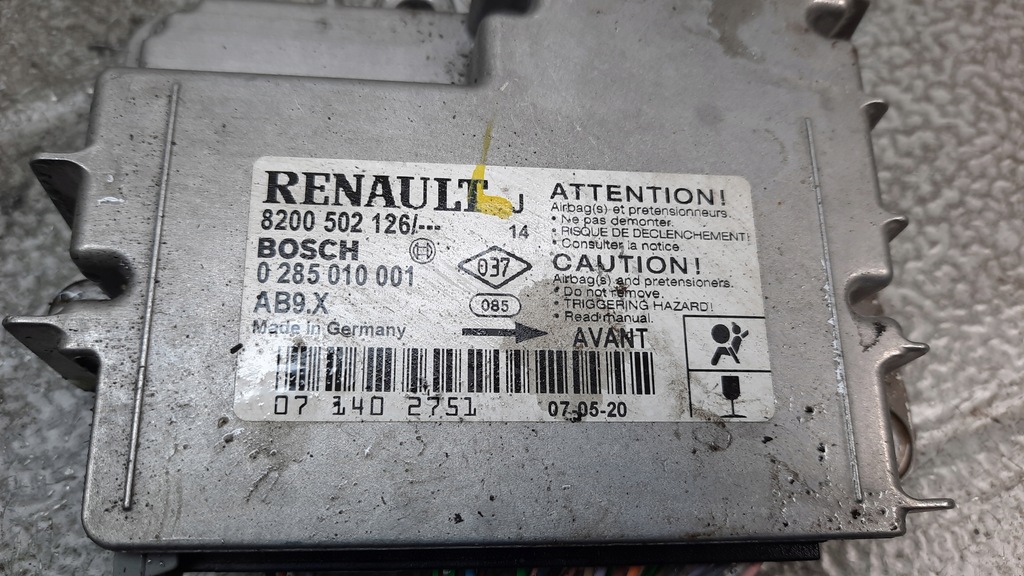 RENAULT J
8200 502 126/---
14
BOSCH
0 285 010 001
037
AB9.X
085
Made in Germany
ATTENTION!
Airbag(s) et pretensionneurs.
• Ne pas demonter.
• RISQUE DE DECLENCHEMENT!
• Consulter la notice.
CAUTION!
Airbag(s) and pretensioners.
• Do not remove.
• TRIGGERING HAZARD!
• Read manual.
AVANT
07 140 2751
07-05-20